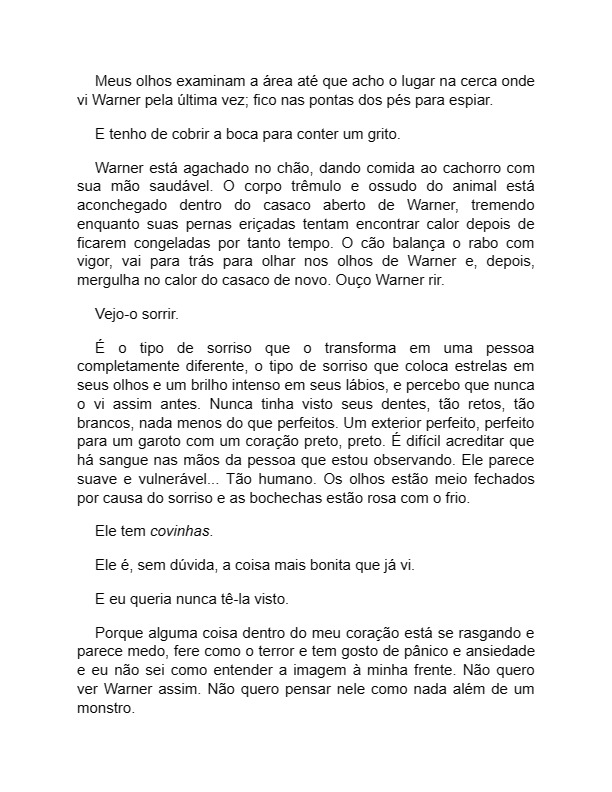 Meus olhos examinam a área até que acho o lugar na cerca onde
vi Warner pela última vez; fico nas pontas dos pés para espiar.
E tenho de cobrir a boca para conter um grito.
Warner está agachado no chão, dando comida ao cachorro com
sua mão saudável. O corpo trêmulo e ossudo do animal está
aconchegado dentro do casaco aberto de Warner, tremendo
enquanto suas pernas eriçadas tentam encontrar calor depois de
ficarem congeladas por tanto tempo. O cão balança o rabo com
vigor, vai para trás para olhar nos olhos de Warner e, depois,
mergulha no calor do casaco de novo. Ouço Warner rir.
Vejo-o sorrir.
É o tipo de sorriso que o transforma em uma pessoa
completamente diferente, o tipo de sorriso que coloca estrelas em
seus olhos e um brilho intenso em seus lábios, e percebo que nunca
o vi assim antes. Nunca tinha visto seus dentes, tão retos, tão
brancos, nada menos do que perfeitos. Um exterior perfeito, perfeito
para um garoto com um coração preto, preto. É difícil acreditar que
há sangue nas mãos da pessoa que estou observando. Ele parece
suave e vulnerável... Tão humano. Os olhos estão meio fechados
por causa do sorriso e as bochechas estão rosa com o frio.
Ele tem covinhas.
Ele é, sem dúvida, a coisa mais bonita que já vi.
E eu queria nunca tê-la visto.
Porque alguma coisa dentro do meu coração está se rasgando e
parece medo, fere como o terror e tem gosto de pânico e ansiedade
e eu não sei como entender a imagem à minha frente. Não quero
ver Warner assim. Não quero pensar nele como nada além de um
monstro.